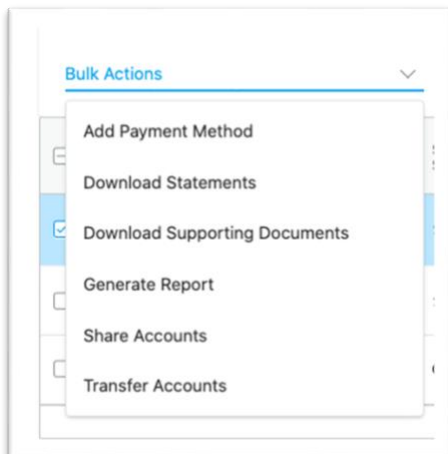 Bulk Actions
Add Payment Method
Download Statements
Download Supporting Documents
Generate Report
Share Accounts
Transfer Accounts